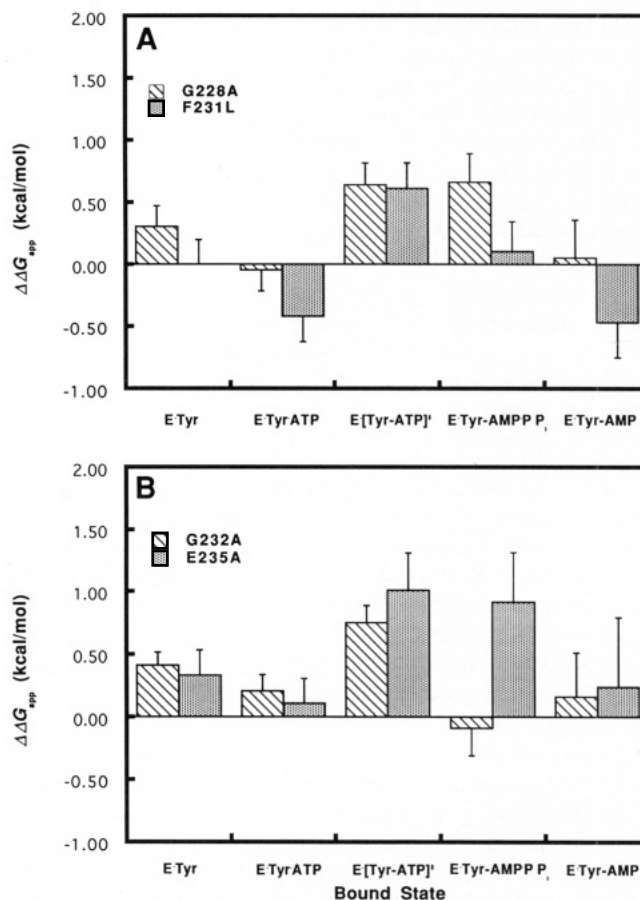 A
G228A
F231L
2.00
1.50
1.00
0.50
0.00
-0.50
-1.00
ΔΔG app (kcal/mol)
E·Tyr E·Tyr·ATP E·[Tyr-ATP]‡ E·Tyr-AMP·PPi E·Tyr-AMP
B
G232A
E235A
2.00
1.50
1.00
0.50
0.00
-0.50
-1.00
ΔΔG app (kcal/mol)
E·Tyr E·Tyr·ATP E·[Tyr-ATP]‡ E·Tyr-AMP·PPi E·Tyr-AMP
Bound State